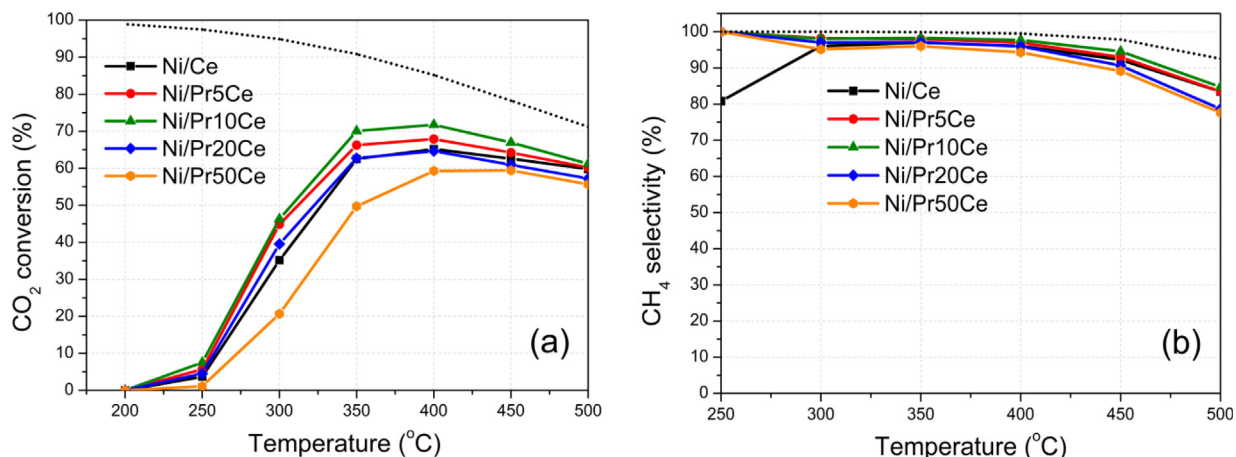 100
90
80
70
60
50
40
30
20
10
0
CO2 conversion (%)
Ni/Ce
Ni/Pr5Ce
Ni/Pr10Ce
Ni/Pr20Ce
Ni/Pr50Ce
(a)
200 250 300 350 400 450 500
Temperature (oC)
100
90
80
70
60
50
40
30
20
10
0
CH4 selectivity (%)
Ni/Ce
Ni/Pr5Ce
Ni/Pr10Ce
Ni/Pr20Ce
Ni/Pr50Ce
(b)
250 300 350 400 450 500
Temperature (oC)